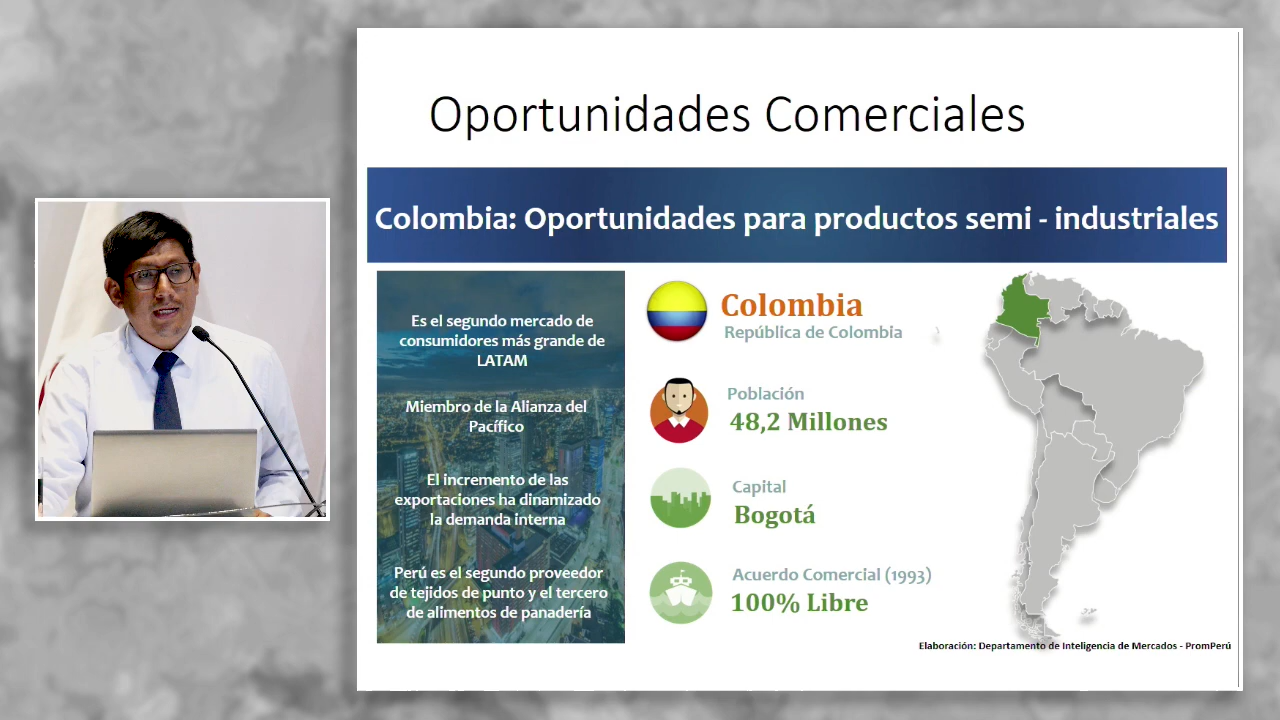 Oportunidades Comerciales
Colombia: Oportunidades para productos semi - industriales
Es el segundo mercado de
consumidores más grande de
LATAM
Miembro de la Alianza del
Pacífico
El incremento de las
exportaciones ha dinamizado
la demanda interna
Perú es el segundo proveedor
de tejidos de punto y el tercero
de alimentos de panadería
Colombia
República de Colombia
Población
48,2 Millones
Capital
Bogotá
Acuerdo Comercial (1993)
100% Libre
Elaboración: Departamento de Inteligencia de Mercados - PromPerú